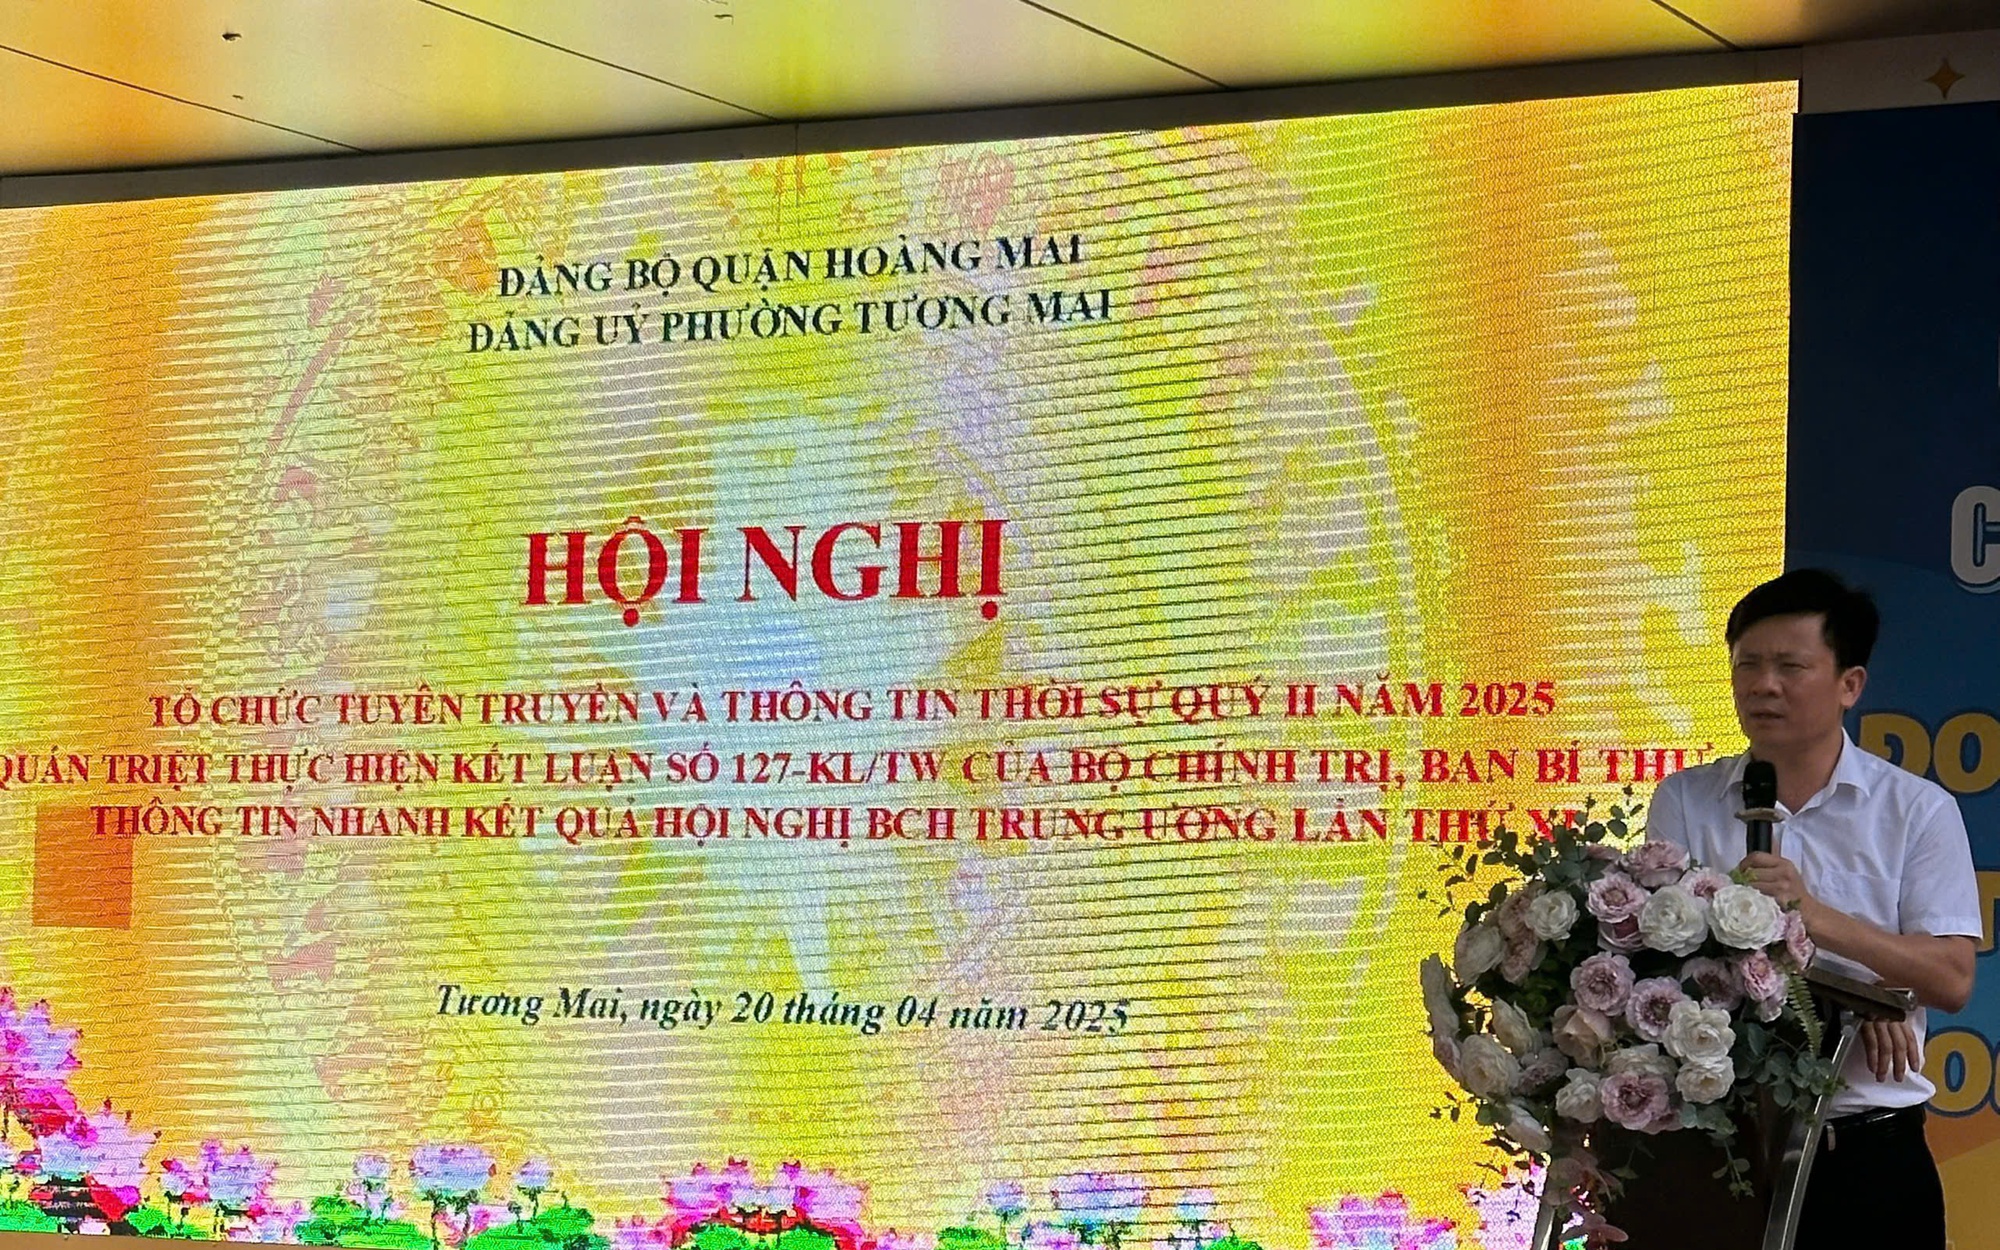 ĐẢNG BỘ QUẬN HOÀNG MAI
ĐẢNG UỶ PHƯỜNG TƯƠNG MAI
HỘI NGHỊ
TỔ CHỨC TUYÊN TRUYỀN VÀ THÔNG TIN THỜI SỰ QUÝ II NĂM 2025
QUÁN TRIỆT THỰC HIỆN KẾT LUẬN SỐ 127-KL/TW CỦA BỘ CHÍNH TRỊ, BAN BÍ THƯ
THÔNG TIN NHANH KẾT QUẢ HỘI NGHỊ BCH TRUNG ƯƠNG LẦN THỨ
Tương Mai, ngày 20 tháng 04 năm 2025